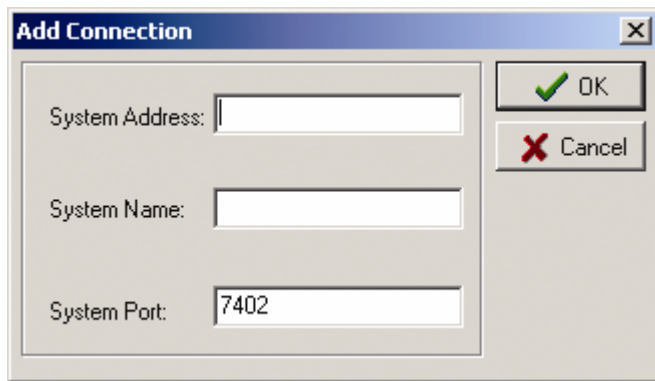 Add Connection
System Address:
OK
Cancel
System Name:
System Port: 7402